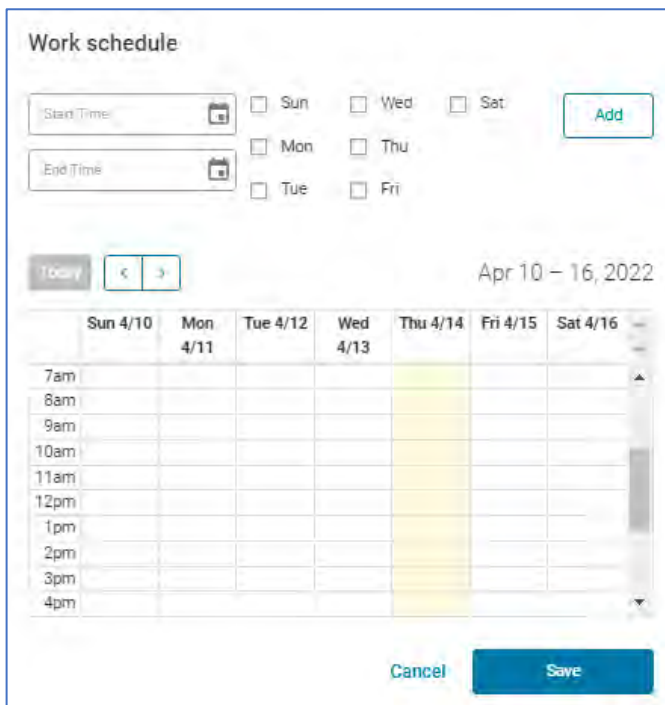 Work schedule
Start Time
Sun
Wed
Sat
Add
Mon
Thu
End Time
Tue
Fri
Today
<
>
Apr 10 – 16, 2022
Sun 4/10
Mon 4/11
Tue 4/12
Wed 4/13
Thu 4/14
Fri 4/15
Sat 4/16
7am
8am
9am
10am
11am
12pm
1pm
2pm
3pm
4pm
Cancel
Save